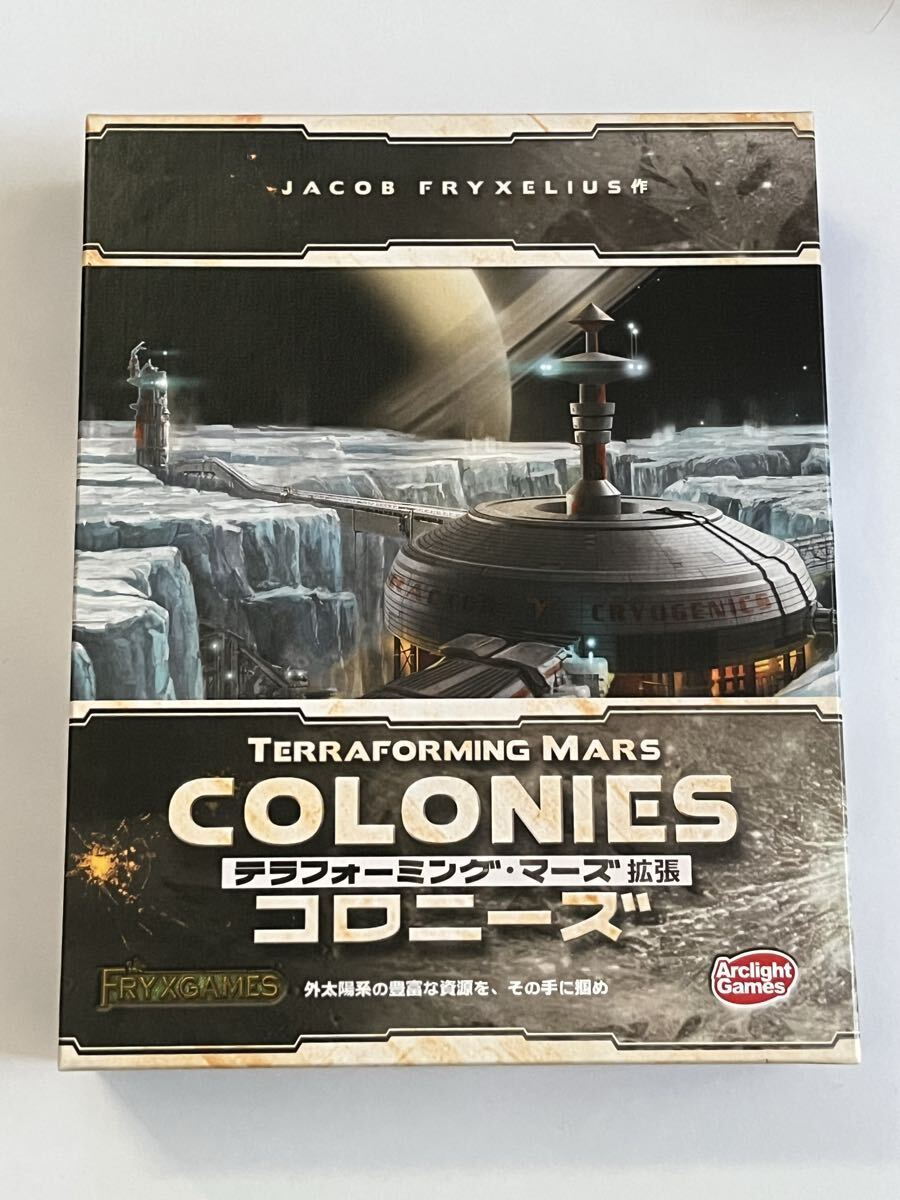 JACOB FRYXELIUS作
CRYOGENICS
TERRAFORMING MARS
COLONIES
テラフォーミング・マーズ 拡張
コロニーズ
FRYXGAMES
外太陽系の豊富な資源を、その手に掴め
Arclight
Games